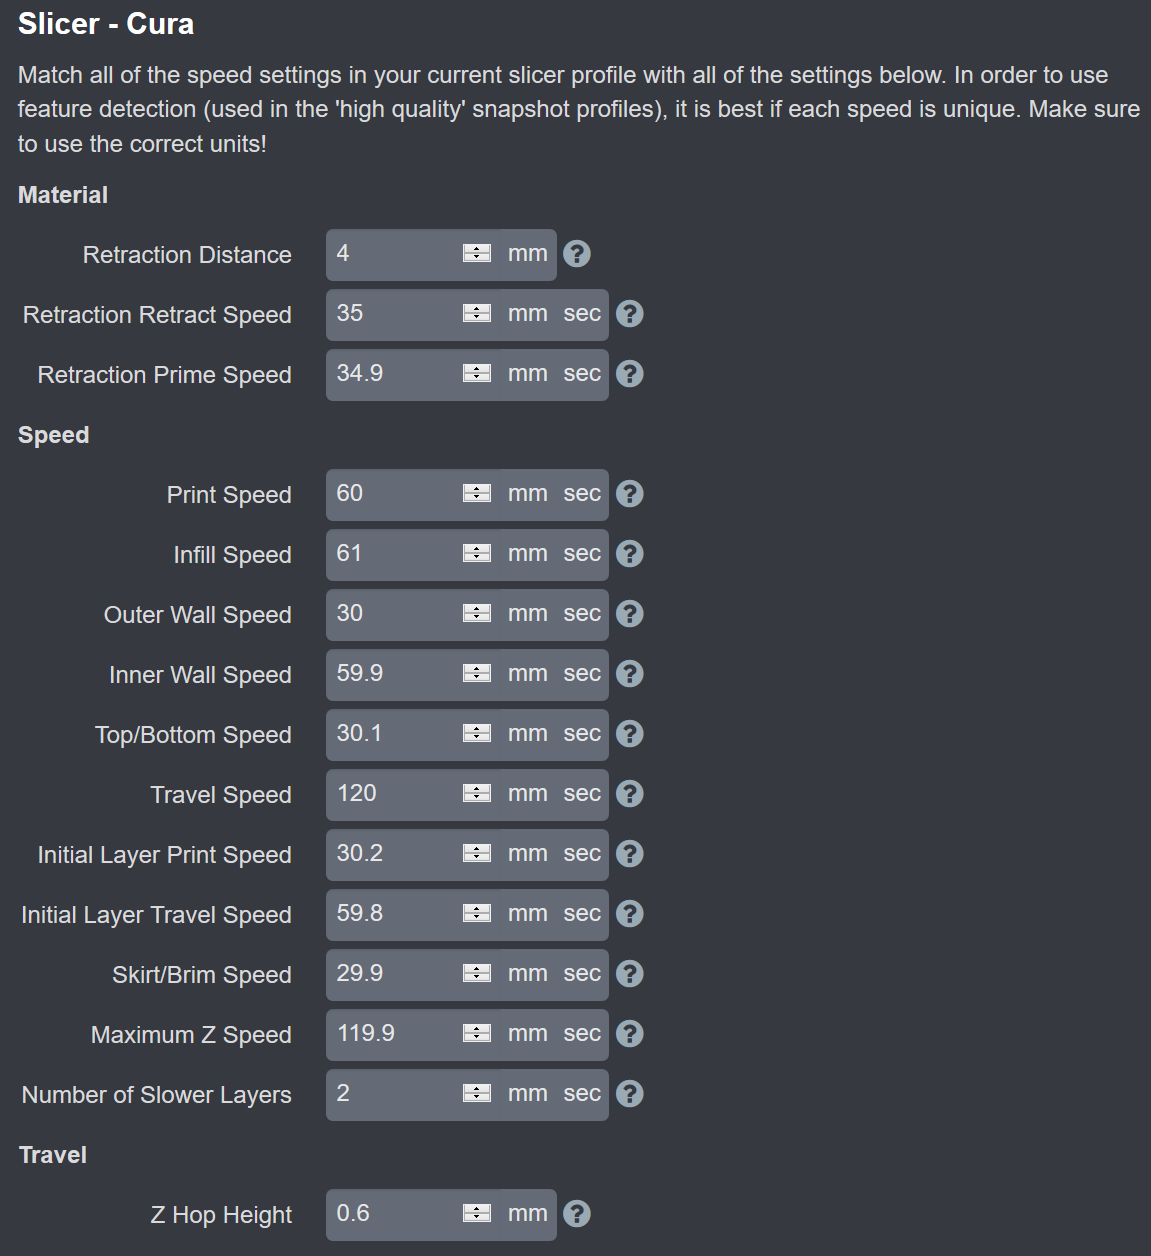 Slicer - Cura
Match all of the speed settings in your current slicer profile with all of the settings below. In order to use
feature detection (used in the 'high quality' snapshot profiles), it is best if each speed is unique. Make sure
to use the correct units!
Material
Retraction Distance 4 mm ?
Retraction Retract Speed 35 mm sec ?
Retraction Prime Speed 34.9 mm sec ?
Speed
Print Speed 60 mm sec ?
Infill Speed 61 mm sec ?
Outer Wall Speed 30 mm sec ?
Inner Wall Speed 59.9 mm sec ?
Top/Bottom Speed 30.1 mm sec ?
Travel Speed 120 mm sec ?
Initial Layer Print Speed 30.2 mm sec ?
Initial Layer Travel Speed 59.8 mm sec ?
Skirt/Brim Speed 29.9 mm sec ?
Maximum Z Speed 119.9 mm sec ?
Number of Slower Layers 2 mm sec ?
Travel
Z Hop Height 0.6 mm ?